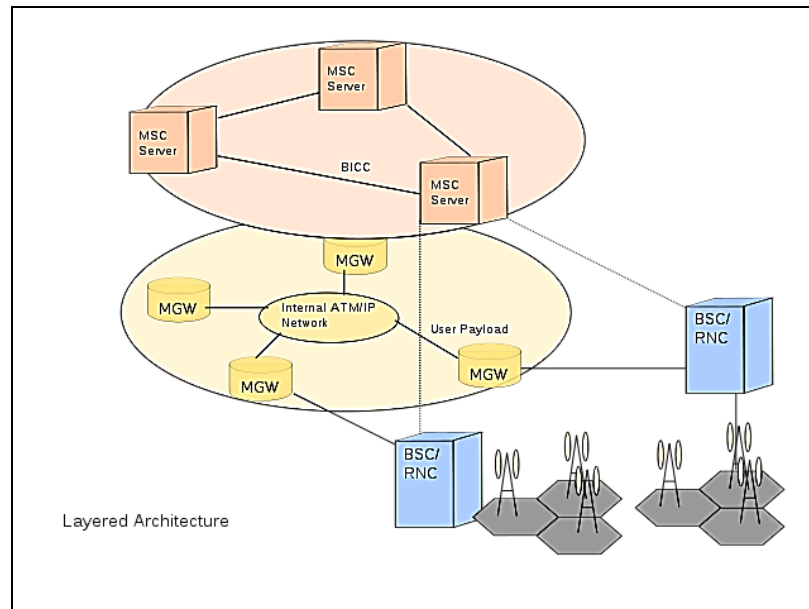 MSC
Server
MSC
Server
BICC
MSC
Server
MGW
MGW
Internal ATM/IP
Network
User Payload
MGW
MGW
BSC/
RNC
BSC/
RNC
Layered Architecture